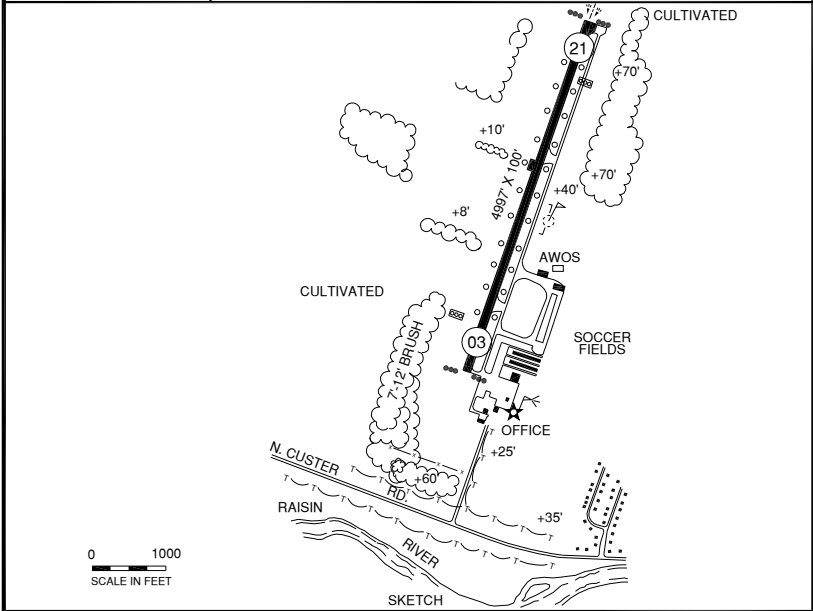 CULTIVATED
21
+70'
+10'
4997' X 100'
+70'
+40'
+8'
AWOS
CULTIVATED
03
SOCCER
FIELDS
7'-12' BRUSH
OFFICE
N. CUSTER
RD.
+25'
+60'
RAISIN
RIVER
+35'
0 1000
SCALE IN FEET
SKETCH